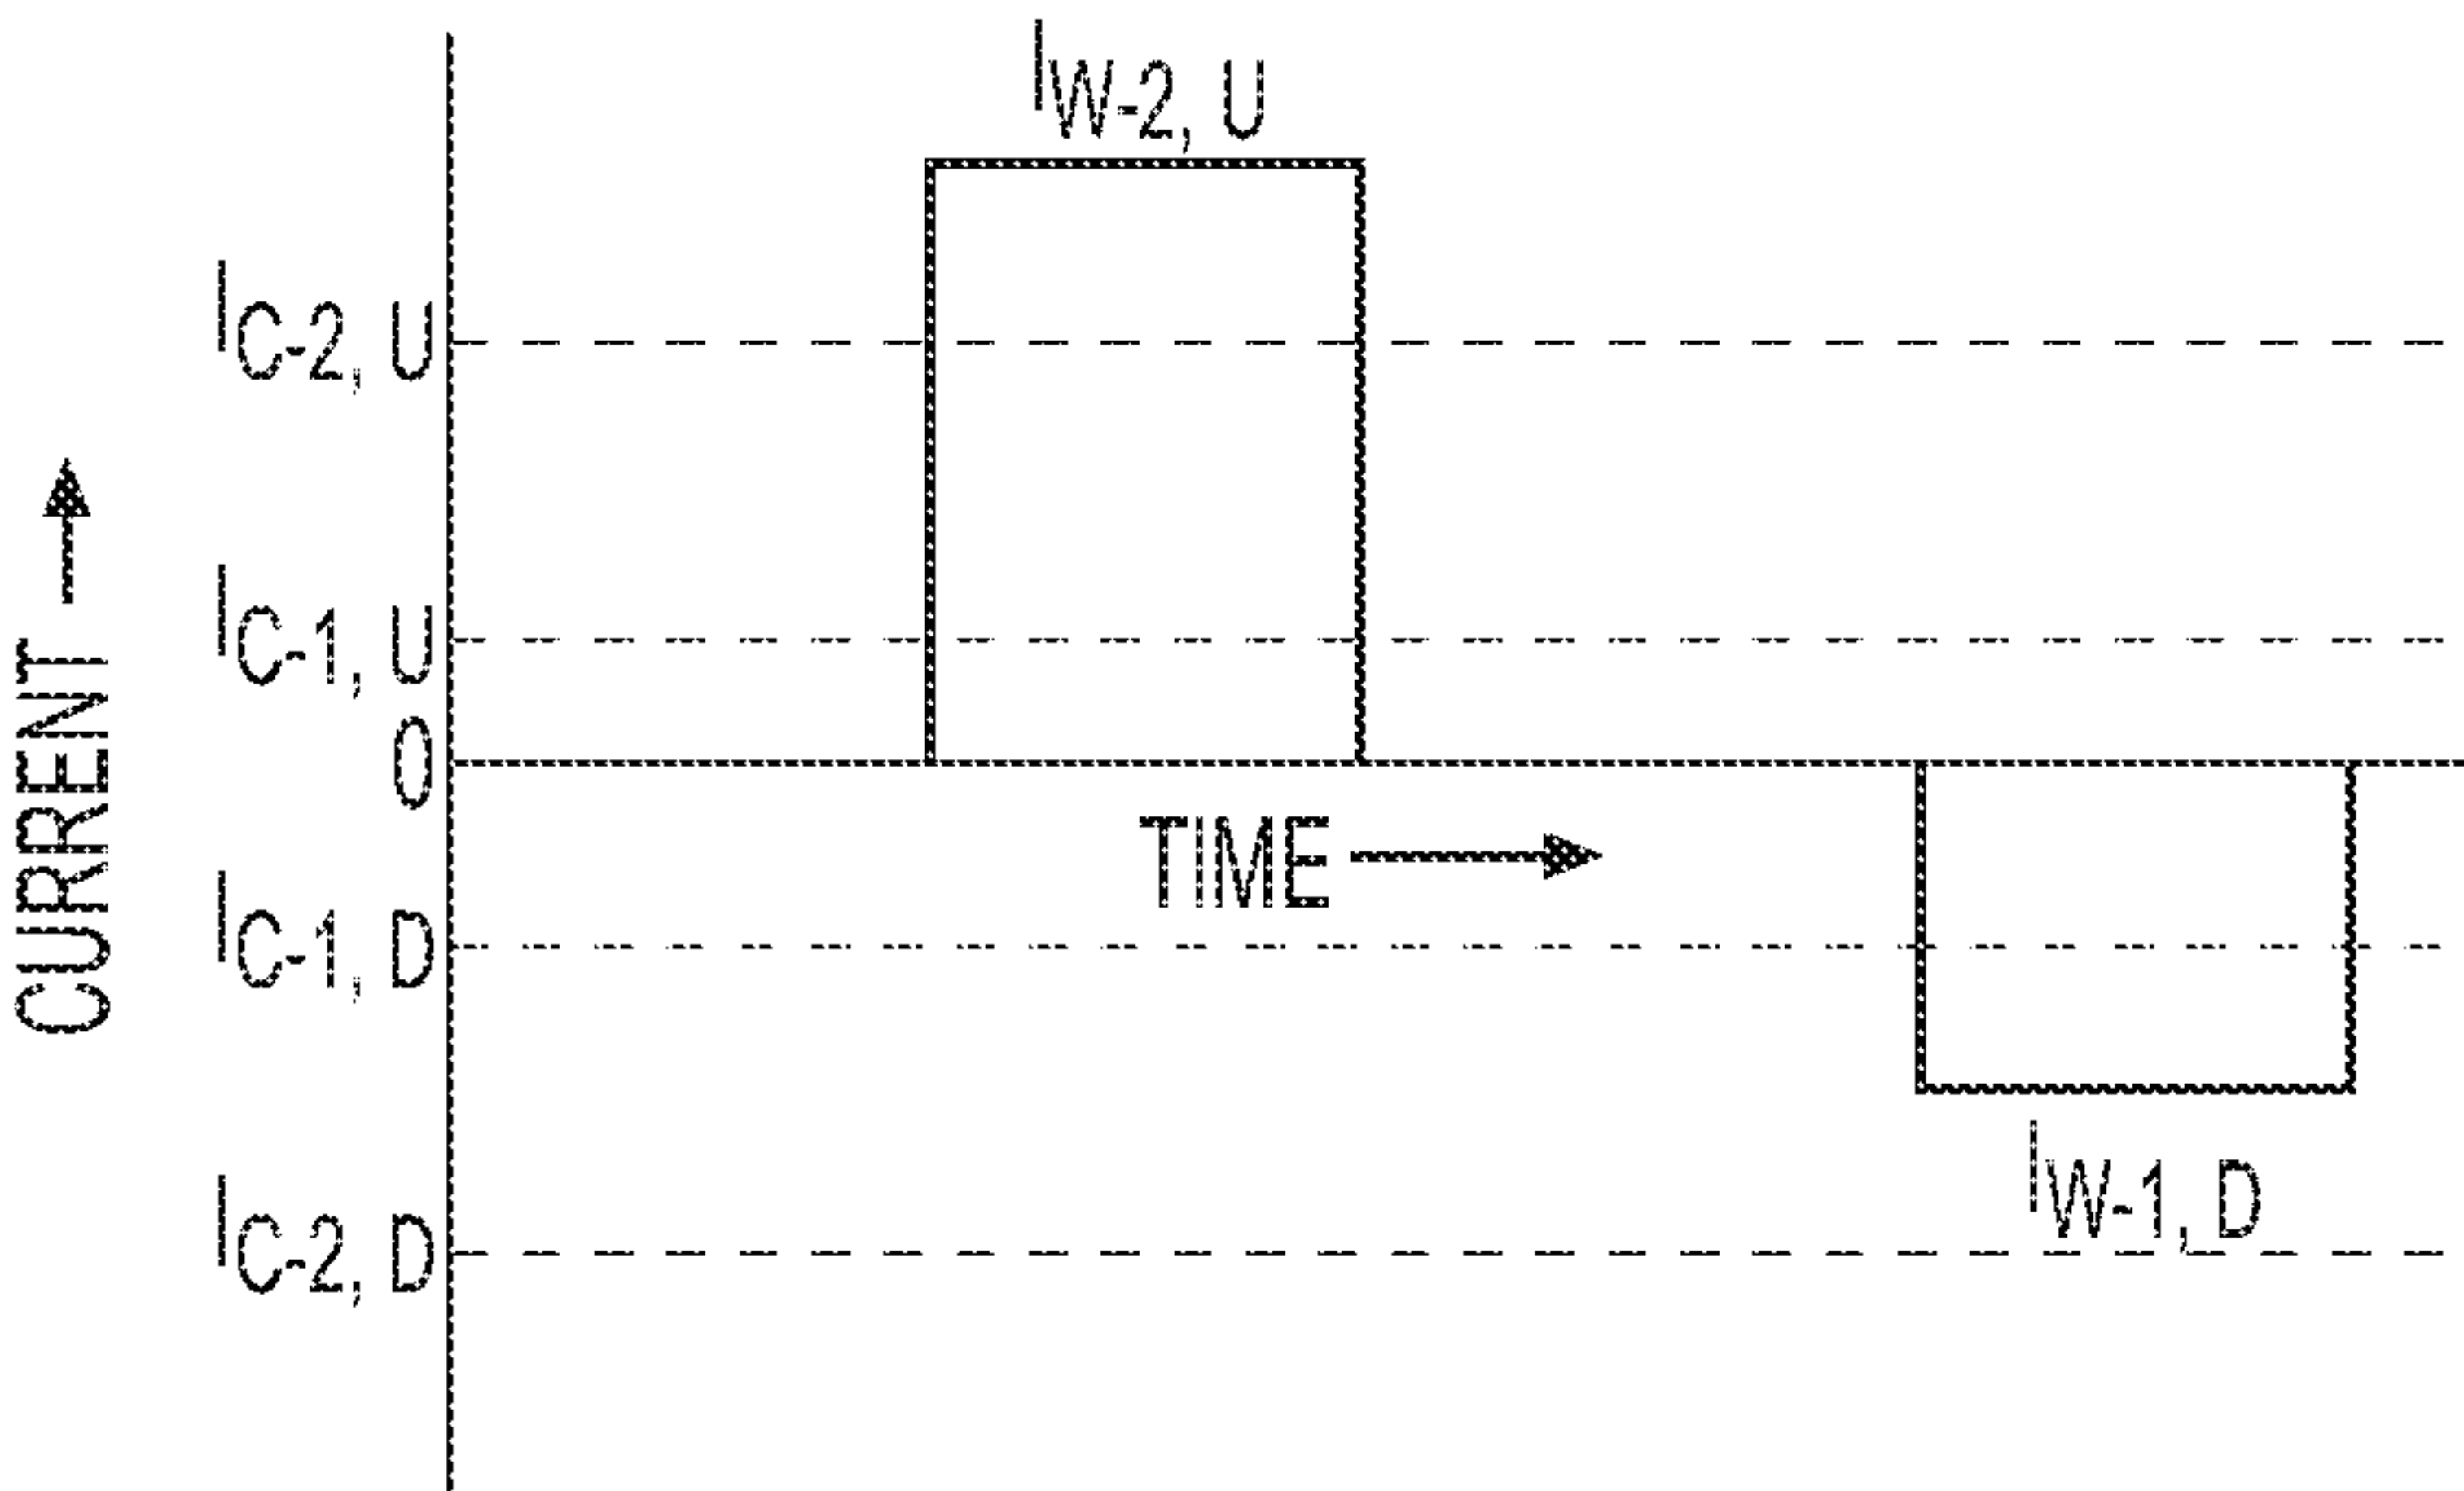 IW-2, U
IC-2, U
IC-1, U
0
CURRENT
TIME
IC-1, D
IW-1, D
IC-2, D